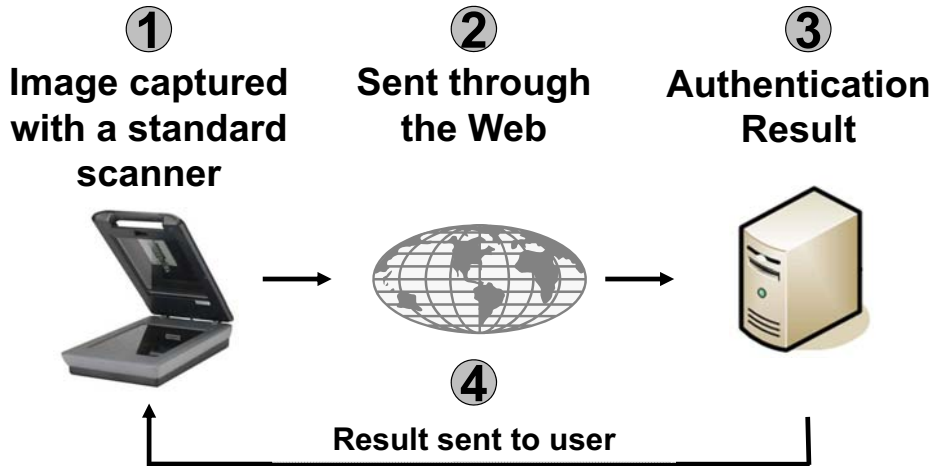 1
Image captured
with a standard
scanner
2
Sent through
the Web
3
Authentication
Result
4
Result sent to user